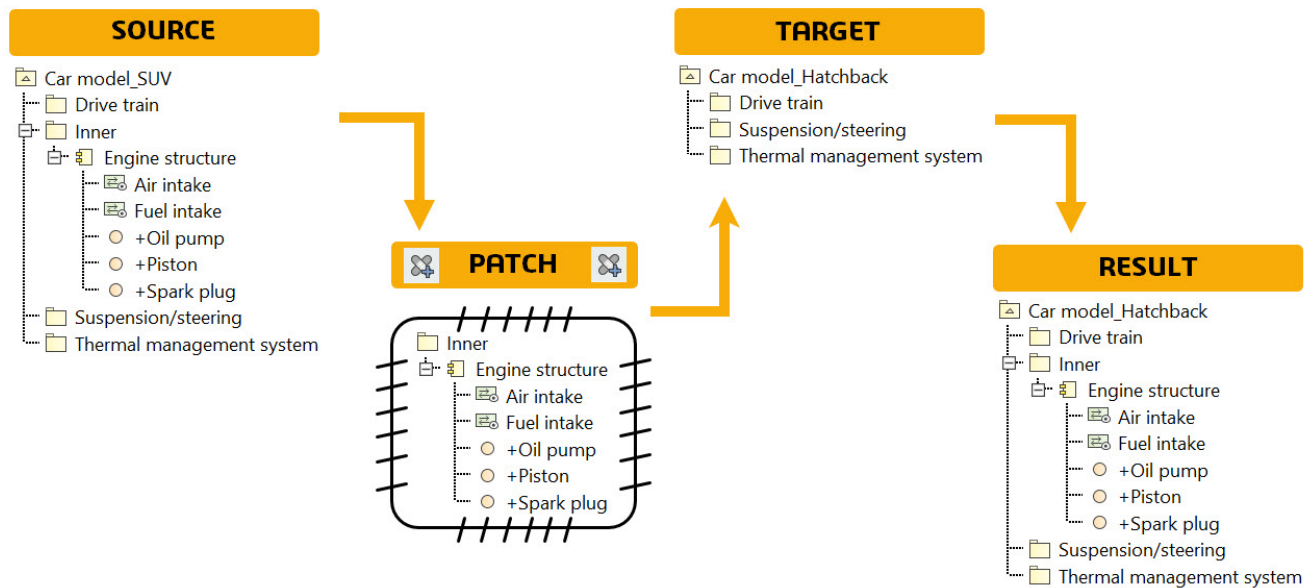 SOURCE
Car model_SUV
Drive train
Inner
Engine structure
Air intake
Fuel intake
+Oil pump
+Piston
+Spark plug
Suspension/steering
Thermal management system
PATCH
Inner
Engine structure
Air intake
Fuel intake
+Oil pump
+Piston
+Spark plug
TARGET
Car model_Hatchback
Drive train
Suspension/steering
Thermal management system
RESULT
Car model_Hatchback
Drive train
Inner
Engine structure
Air intake
Fuel intake
+Oil pump
+Piston
+Spark plug
Suspension/steering
Thermal management system